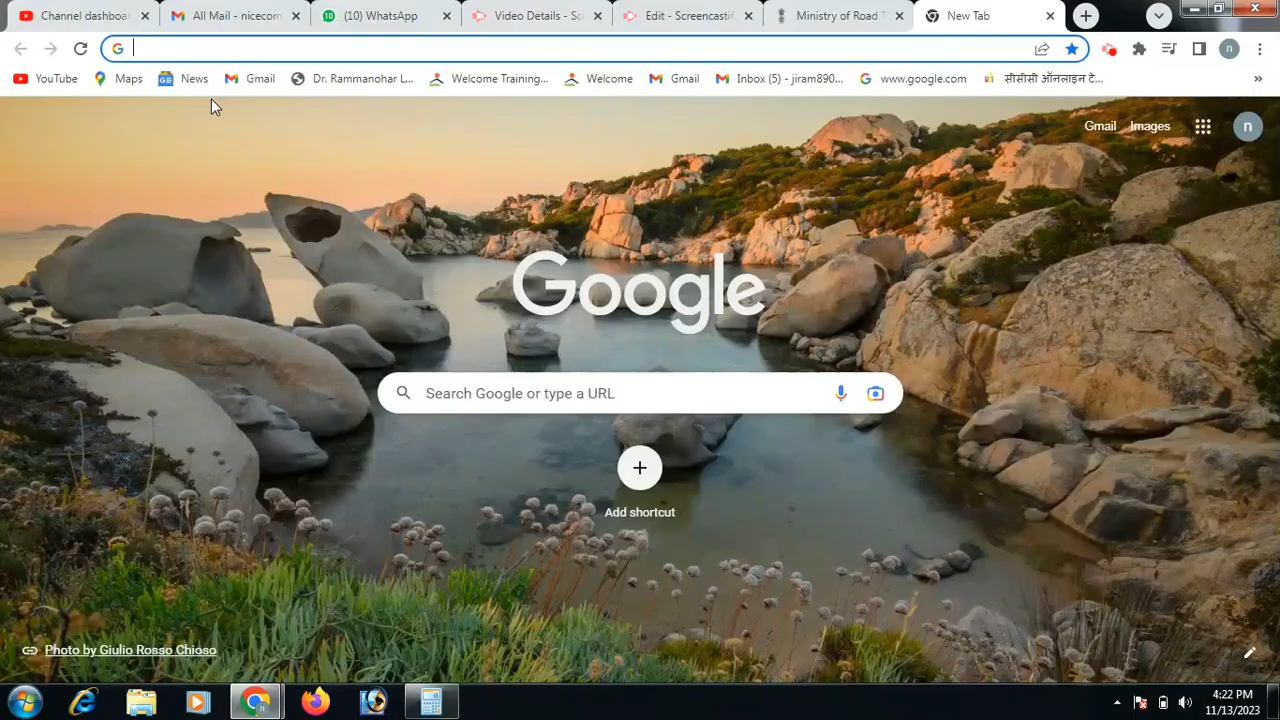 Channel dashboar
All Mail - nicecom
(10) WhatsApp
Video Details - Sc
Edit - Screencastif
Ministry of Road T
New Tab
YouTube
Maps
News
Gmail
Dr. Rammanohar L...
Welcome Training...
Welcome
Gmail
Inbox (5) - jiram890...
www.google.com
सीसीसी ऑनलाइन टे...
»
Gmail
Images
n
n
Google
Search Google or type a URL
Add shortcut
Photo by Giulio Rosso Chioso
4:22 PM
11/13/2023